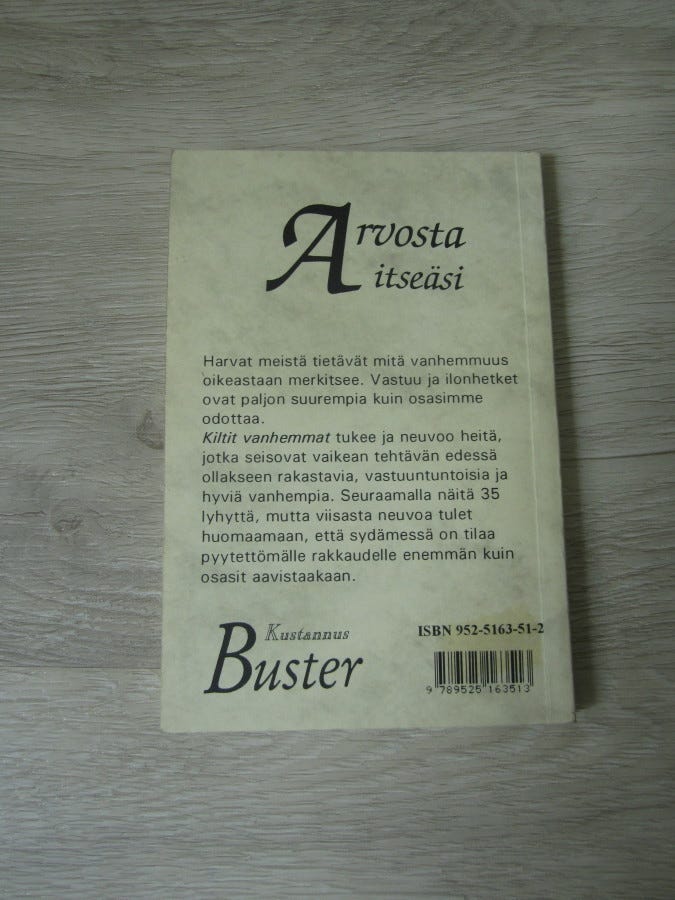 Arvosta
itseäsi
Harvat meistä tietävät mitä vanhemmuus
oikeastaan merkitsee. Vastuu ja ilonhetket
ovat paljon suurempia kuin osasimme
odottaa.
Kiltit vanhemmat tukee ja neuvoo heitä,
jotka seisovat vaikean tehtävän edessä
ollakseen rakastavia, vastuuntuntoisia ja
hyviä vanhempia. Seuraamalla näitä 35
lyhyttä, mutta viisasta neuvoa tulet
huomaamaan, että sydämessä on tilaa
pyytettömälle rakkaudelle enemmän kuin
osasit aavistaakaan.
Kustannus
Buster
ISBN 952-5163-51-2
9 789525 163513